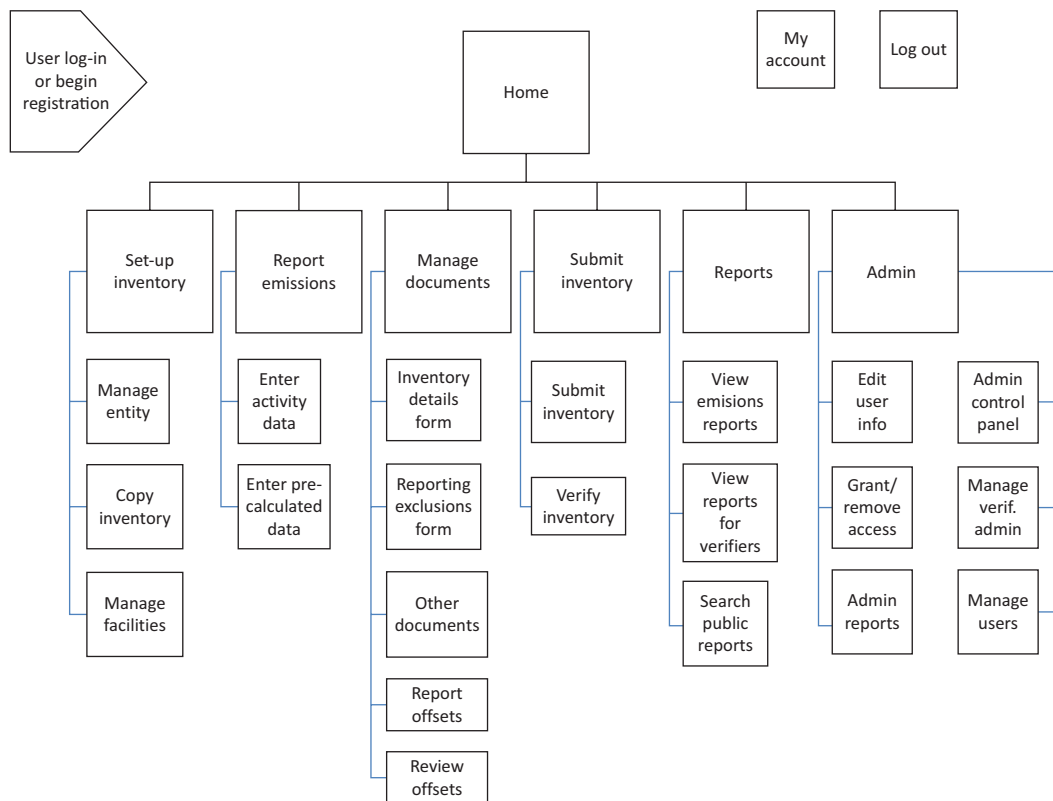 User log-in
or begin
registration
Home
My
account
Log out
Set-up
inventory
Report
emissions
Manage
documents
Submit
inventory
Reports
Admin
Manage
entity
Copy
inventory
Manage
facilities
Enter
activity
data
Enter pre-
calculated
data
Inventory
details
form
Reporting
exclusions
form
Other
documents
Report
offsets
Review
offsets
Submit
inventory
Verify
inventory
View
emisions
reports
View
reports
for
verifiers
Search
public
reports
Edit
user
info
Grant/
remove
access
Admin
reports
Admin
control
panel
Manage
verif.
admin
Manage
users